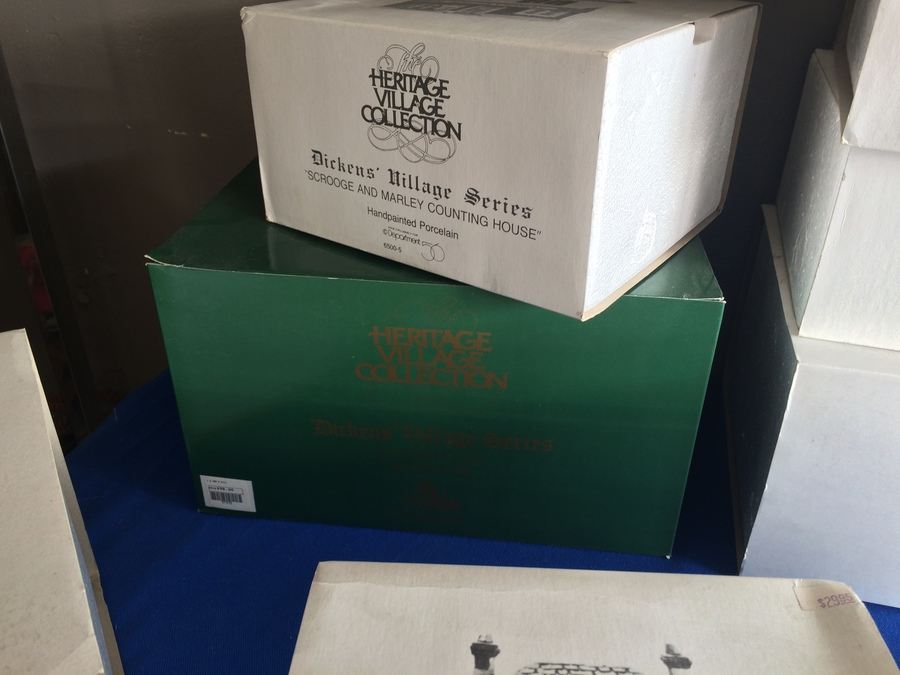 The
HERITAGE
VILLAGE
COLLECTION
Dickens' Village Series
"SCROOGE AND MARLEY COUNTING HOUSE"
Handpainted Porcelain
©Department 56
6500-5
HERITAGE
VILLAGE
COLLECTION
Dickens' Village Series
$29.95